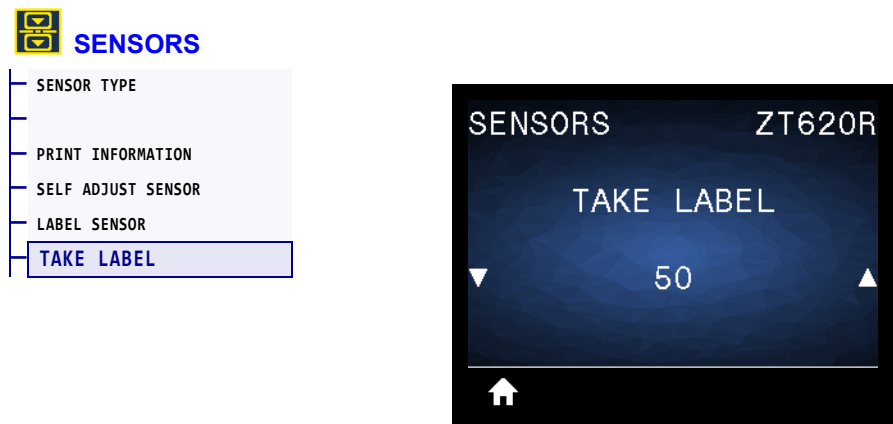 SENSORS
SENSOR TYPE
PRINT INFORMATION
SELF ADJUST SENSOR
LABEL SENSOR
TAKE LABEL
SENSORS ZT620R
TAKE LABEL
50